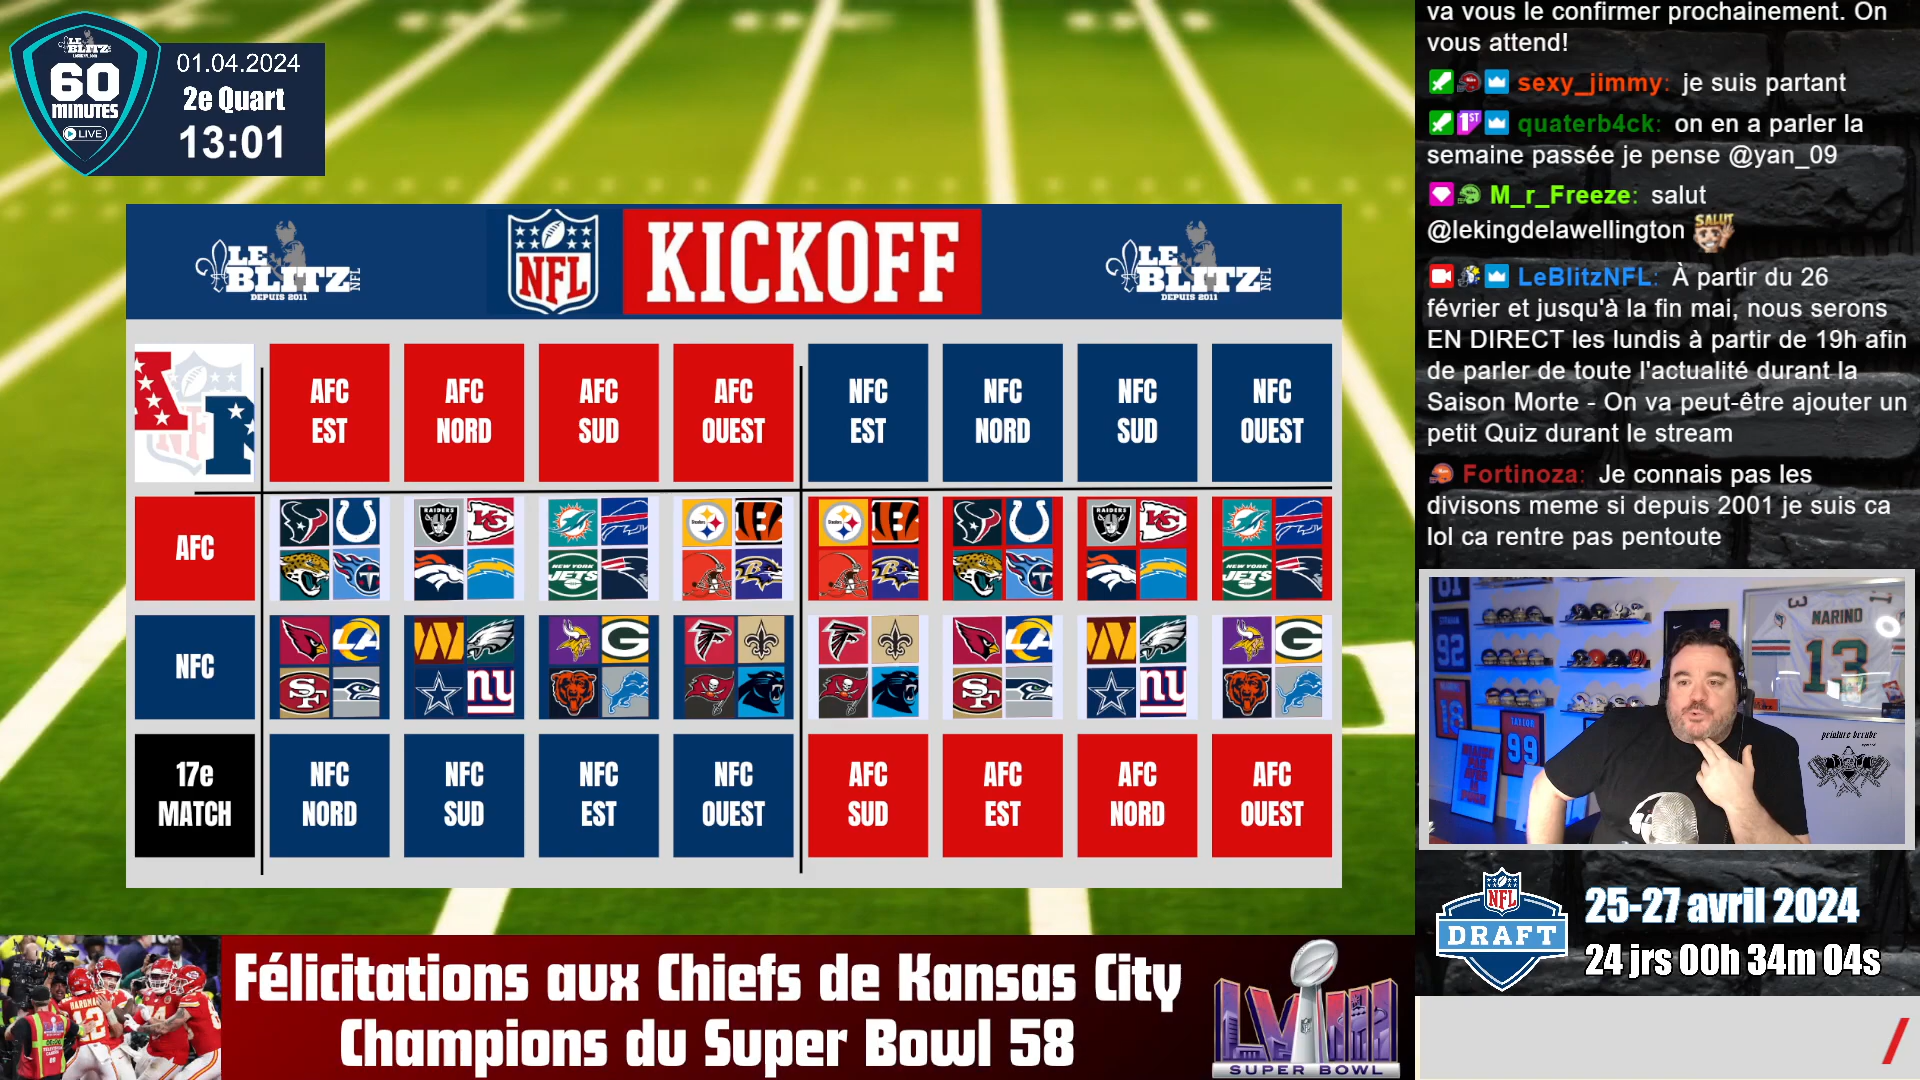 LE
BLITZ
60
MINUTES
LIVE
01.04.2024
2e Quart
13:01
LE
BLITZ NFL
DEPUIS 2011
NFL
KICKOFF
LE
BLITZ NFL
DEPUIS 2011
AFC
EST
AFC
NORD
AFC
SUD
AFC
OUEST
NFC
EST
NFC
NORD
NFC
SUD
NFC
OUEST
AFC
NFC
17e
MATCH
NFC
NORD
NFC
SUD
NFC
EST
NFC
OUEST
AFC
SUD
AFC
EST
AFC
NORD
AFC
OUEST
Félicitations aux Chiefs de Kansas City
Champions du Super Bowl 58
SUPER BOWL
va vous le confirmer prochainement. On
vous attend!
sexy_jimmy: je suis partant
quaterb4ck: on en a parler la
semaine passée je pense @yan_09
M_r_Freeze: salut
@lekingdelawellington SALUT
LeBlitzNFL: À partir du 26
février et jusqu'à la fin mai, nous serons
EN DIRECT les lundis à partir de 19h afin
de parler de toute l'actualité durant la
Saison Morte - On va peut-être ajouter un
petit Quiz durant le stream
Fortinoza: Je connais pas les
divisons meme si depuis 2001 je suis ca
lol ca rentre pas pentoute
MARINO
13
92
18
TAYLOR
99
peinture berube
NFL
DRAFT
25-27 avril 2024
24 jrs 00h 34m 04s